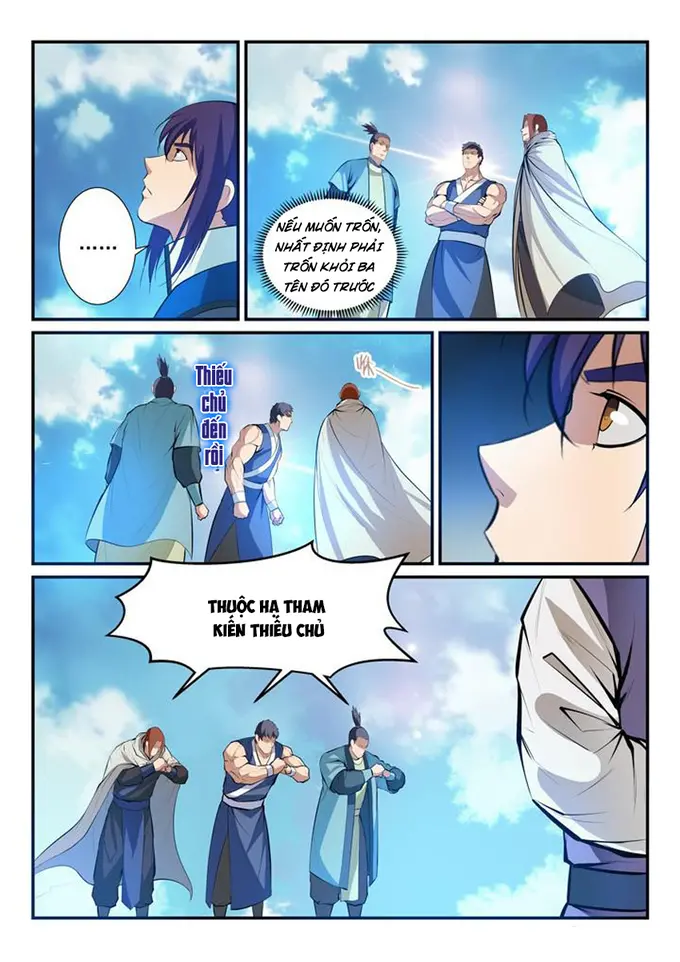 ......
NẾU MUỐN TRỐN,
NHẤT ĐỊNH PHẢI
TRỐN KHỎI BA
TÊN ĐÓ TRƯỚC
Thiếu
chủ
đến
rồi
THUỘC HẠ THAM
KIẾN THIẾU CHỦ